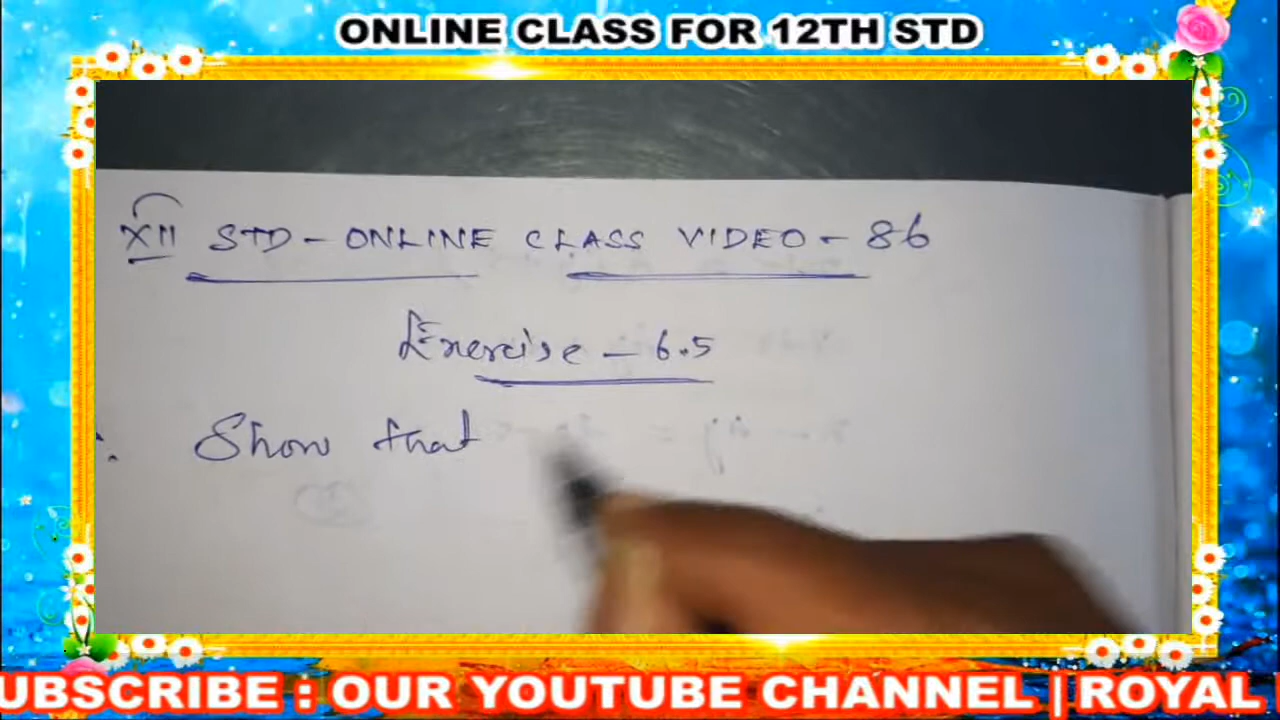 ONLINE CLASS FOR 12TH STD
XII STD - ONLINE CLASS VIDEO - 86
Exercise - 6.5
Show that
UBSCRIBE : OUR YOUTUBE CHANNEL | ROYAL